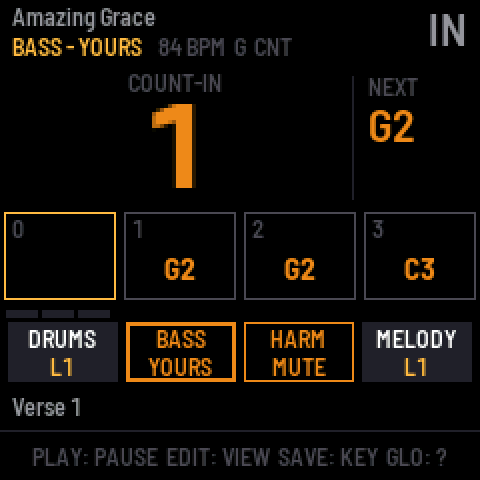 Amazing Grace
IN
BASS - YOURS 84 BPM G CNT
COUNT-IN
NEXT
1
G2
0
1
2
3
G2
G2
C3
DRUMS
L1
BASS
YOURS
HARM
MUTE
MELODY
L1
Verse 1
PLAY: PAUSE EDIT: VIEW SAVE: KEY GLO: ?